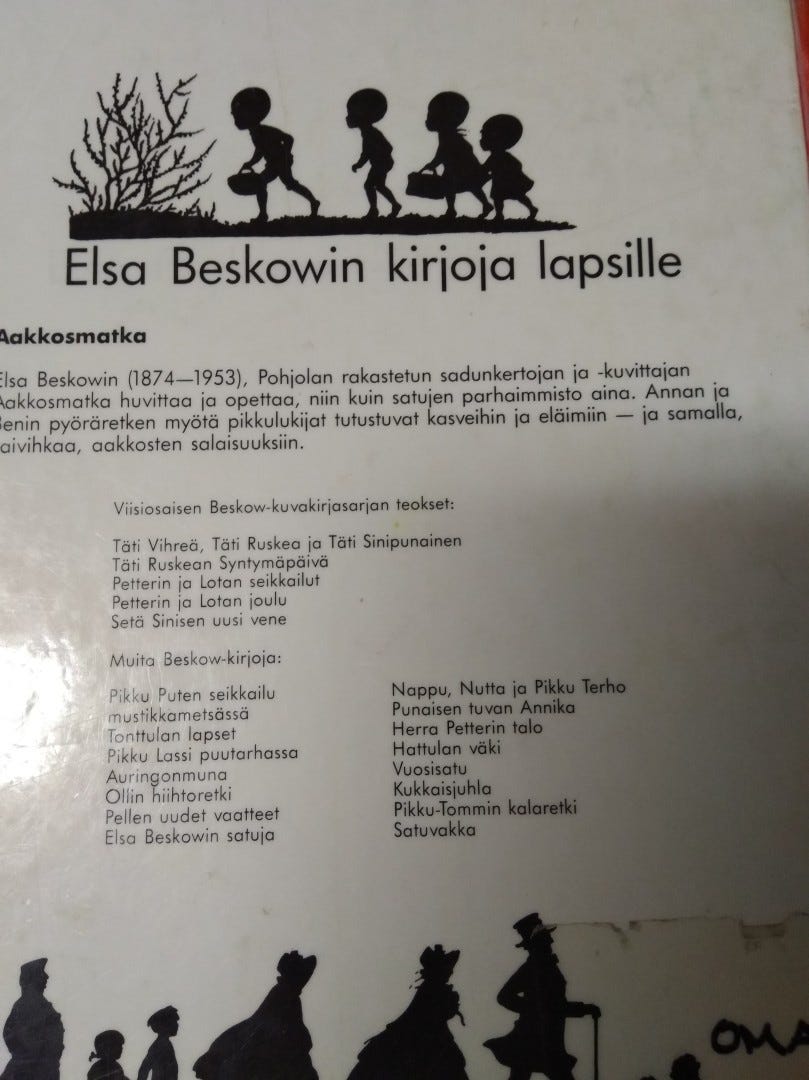 Elsa Beskowin kirjoja lapsille
Aakkosmatka
Elsa Beskowin (1874—1953), Pohjolan rakastetun sadunkertojan ja -kuvittajan
Aakkosmatka huvittaa ja opettaa, niin kuin satujen parhaimmisto aina. Annan ja
Benin pyöräretken myötä pikkulukijat tutustuvat kasveihin ja eläimiin — ja samalla,
aivihkaa, aakkosten salaisuuksiin.
Viisiosaisen Beskow-kuvakirjasarjan teokset:
Täti Vihreä, Täti Ruskea ja Täti Sinipunainen
Täti Ruskean Syntymäpäivä
Petterin ja Lotan seikkailut
Petterin ja Lotan joulu
Setä Sinisen uusi vene
Muita Beskow-kirjoja:
Pikku Puten seikkailu
mustikkametsässä
Tonttulan lapset
Pikku Lassi puutarhassa
Auringonmuna
Ollin hiihtoretki
Pellen uudet vaatteet
Elsa Beskowin satuja
Nappu, Nutta ja Pikku Terho
Punaisen tuvan Annika
Herra Petterin talo
Hattulan väki
Vuosisatu
Kukkaisjuhla
Pikku-Tommin kalaretki
Satuvakka
OMA